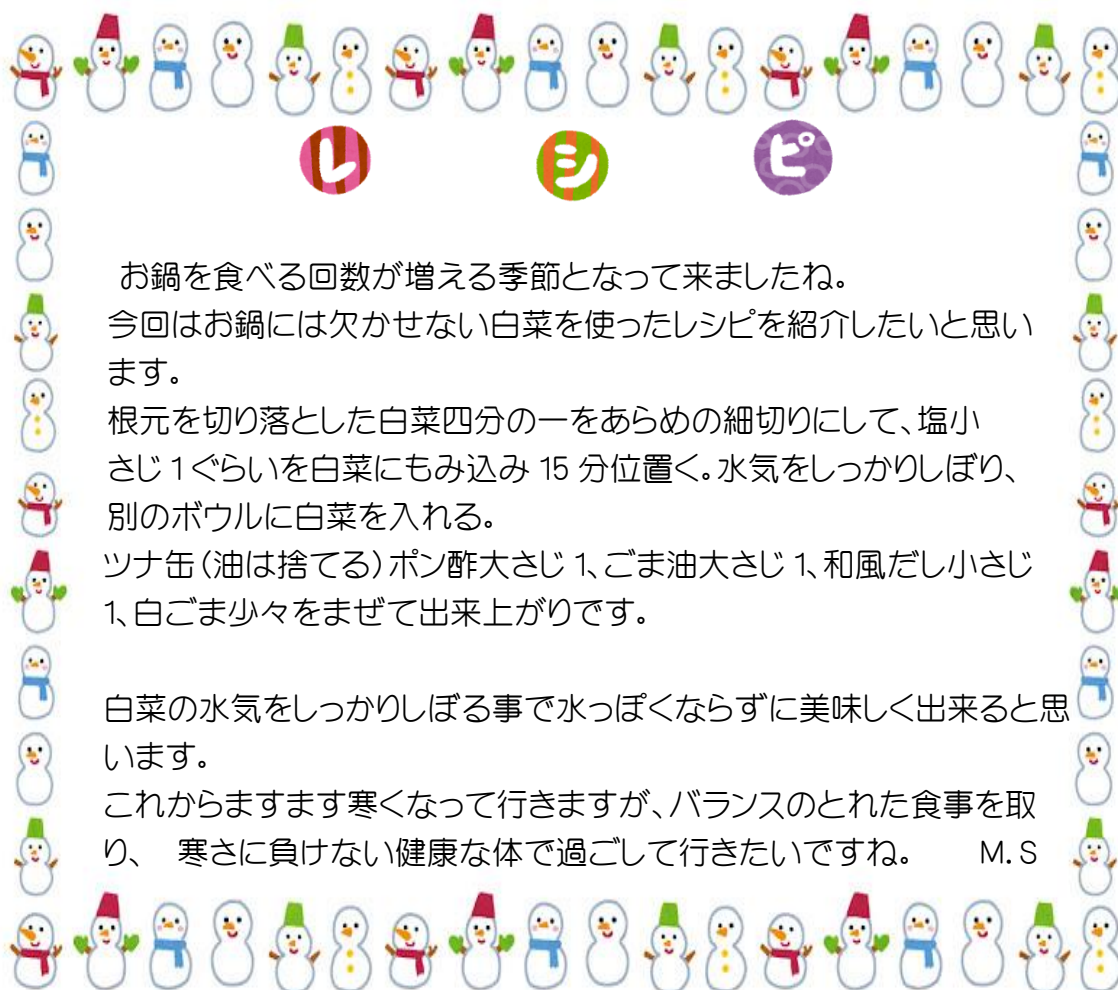 レシピ
お鍋を食べる回数が増える季節となって来ましたね。
今回はお鍋には欠かせない白菜を使ったレシピを紹介したいと思い
ます。
根元を切り落とした白菜四分の一をあらめの細切りにして、塩小
さじ1ぐらいを白菜にもみ込み 15 分位置く。水気をしっかりしぼり、
別のボウルに白菜を入れる。
ツナ缶(油は捨てる)ポン酢大さじ 1、ごま油大さじ 1、和風だし小さじ
1、白ごま少々をまぜて出来上がりです。
白菜の水気をしっかりしぼる事で水っぽくならずに美味しく出来ると思
います。
これからますます寒くなって行きますが、バランスのとれた食事を取
り、 寒さに負けない健康な体で過ごして行きたいですね。 M.S